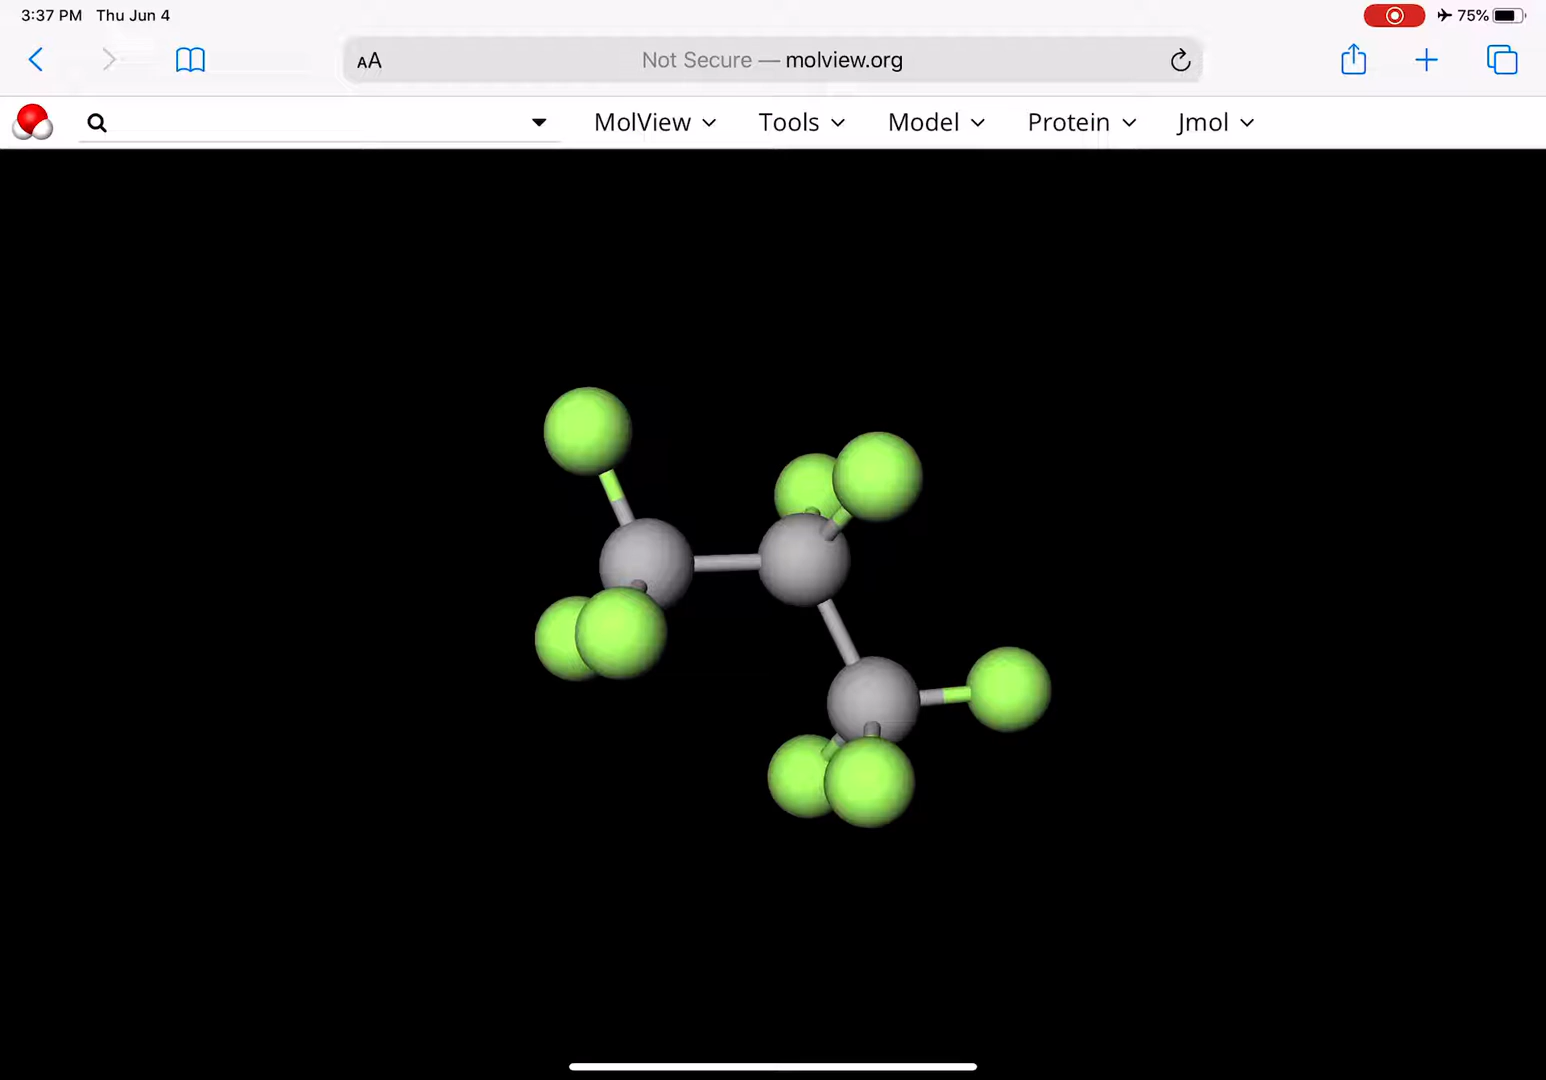 3:37 PM Thu Jun 4
75%
AA
Not Secure — molview.org
MolView Tools Model Protein Jmol